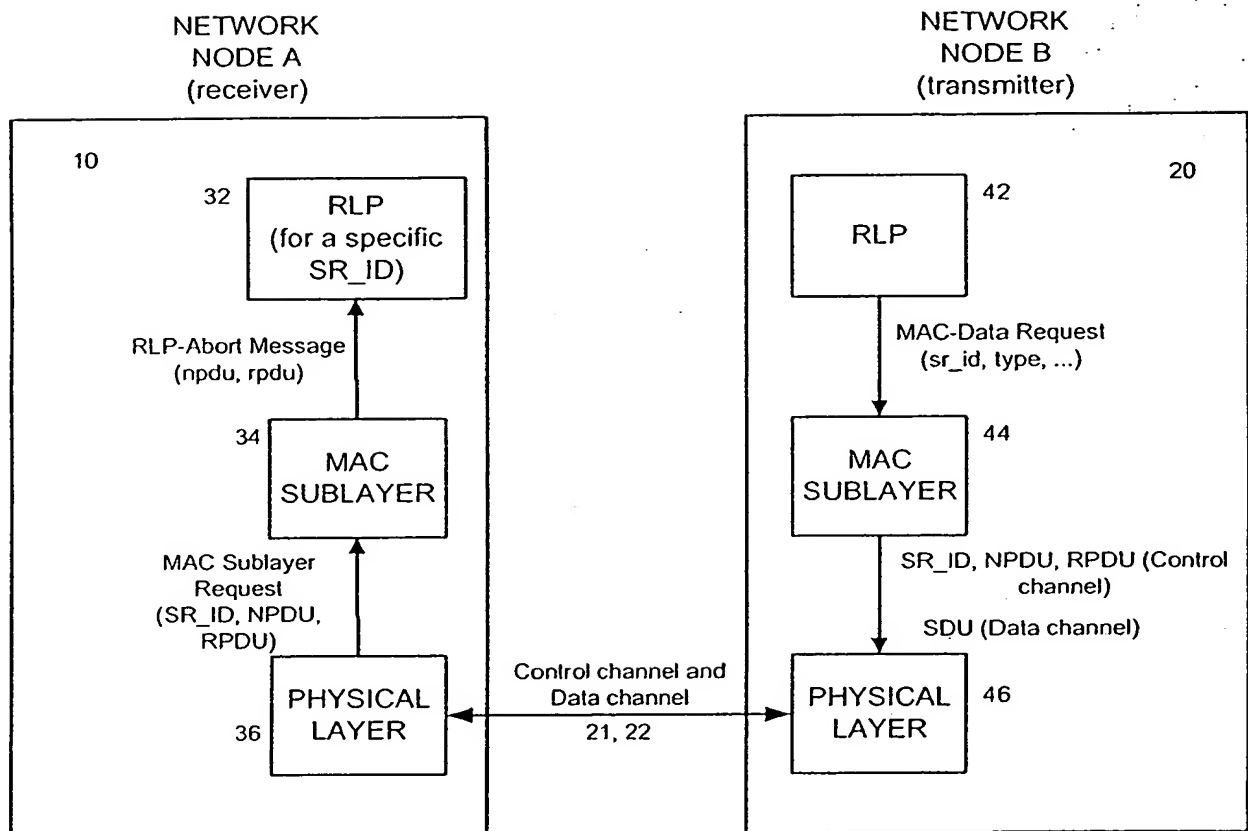 NETWORK
NODE A
(receiver)
10
32
RLP
(for a specific
SR_ID)
RLP-Abort Message
(npdu, rpdu)
34
MAC
SUBLAYER
MAC Sublayer
Request
(SR_ID, NPDU,
RPDU)
36
PHYSICAL
LAYER
Control channel and
Data channel
21, 22
NETWORK
NODE B
(transmitter)
20
42
RLP
MAC-Data Request
(sr_id, type, ...)
44
MAC
SUBLAYER
SR_ID, NPDU, RPDU (Control
channel)
SDU (Data channel)
PHYSICAL
LAYER
46